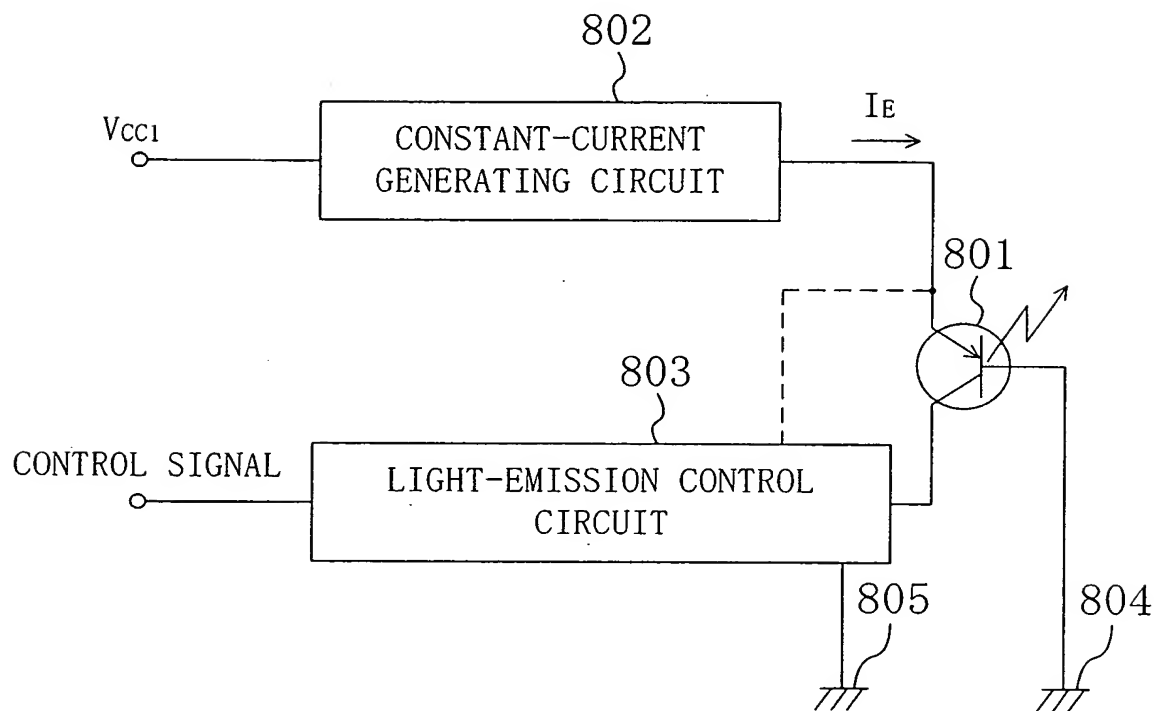 802
VCC1
CONSTANT-CURRENT
GENERATING CIRCUIT
IE
801
803
CONTROL SIGNAL
LIGHT-EMISSION CONTROL
CIRCUIT
805
804